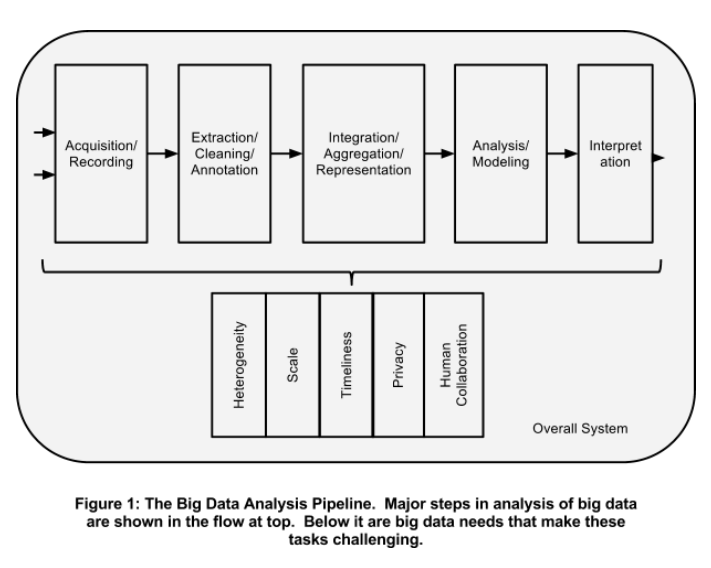 Acquisition/
Recording
Extraction/
Cleaning/
Annotation
Integration/
Aggregation/
Representation
Analysis/
Modeling
Interpret
ation
Heterogeneity
Scale
Timeliness
Privacy
Human
Collaboration
Overall System
Figure 1: The Big Data Analysis Pipeline. Major steps in analysis of big data
are shown in the flow at top. Below it are big data needs that make these
tasks challenging.